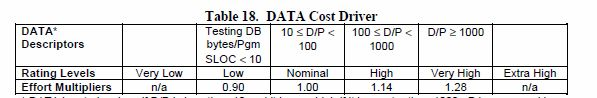 Table 18. DATA Cost Driver
DATA* Descriptors Testing DB bytes/Pgm SLOC < 10 10 ≤ D/P < 100 100 ≤ D/P < 1000 D/P ≥ 1000
Rating Levels Very Low Low Nominal High Very High Extra High
Effort Multipliers n/a 0.90 1.00 1.14 1.28 n/a